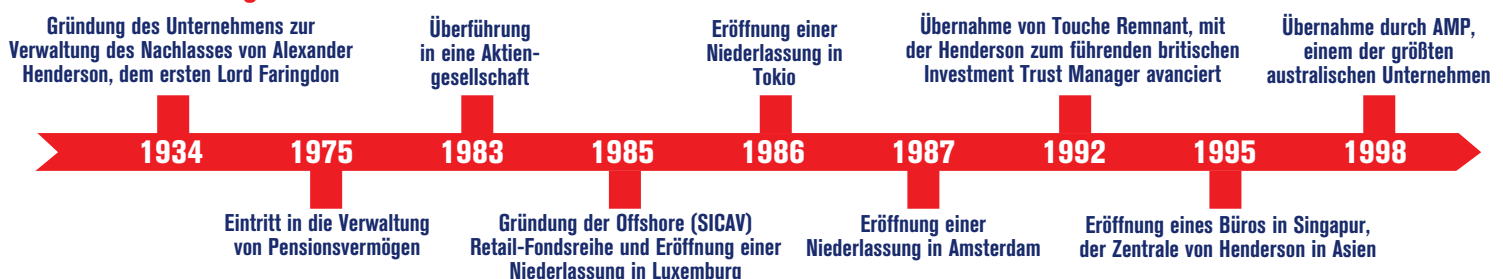 Gründung des Unternehmens zur
Verwaltung des Nachlasses von Alexander
Henderson, dem ersten Lord Faringdon
Überführung
in eine Aktien-
gesellschaft
Eröffnung einer
Niederlassung in
Tokio
Übernahme von Touche Remnant, mit
der Henderson zum führenden britischen
Investment Trust Manager avanciert
Übernahme durch AMP,
einem der größten
australischen Unternehmen
1934 1975 1983 1985 1986 1987 1992 1995 1998
Eintritt in die Verwaltung
von Pensionsvermögen
Gründung der Offshore (SICAV)
Retail-Fondsreihe und Eröffnung einer
Niederlassung in Luxemburg
Eröffnung einer
Niederlassung in Amsterdam
Eröffnung eines Büros in Singapur,
der Zentrale von Henderson in Asien